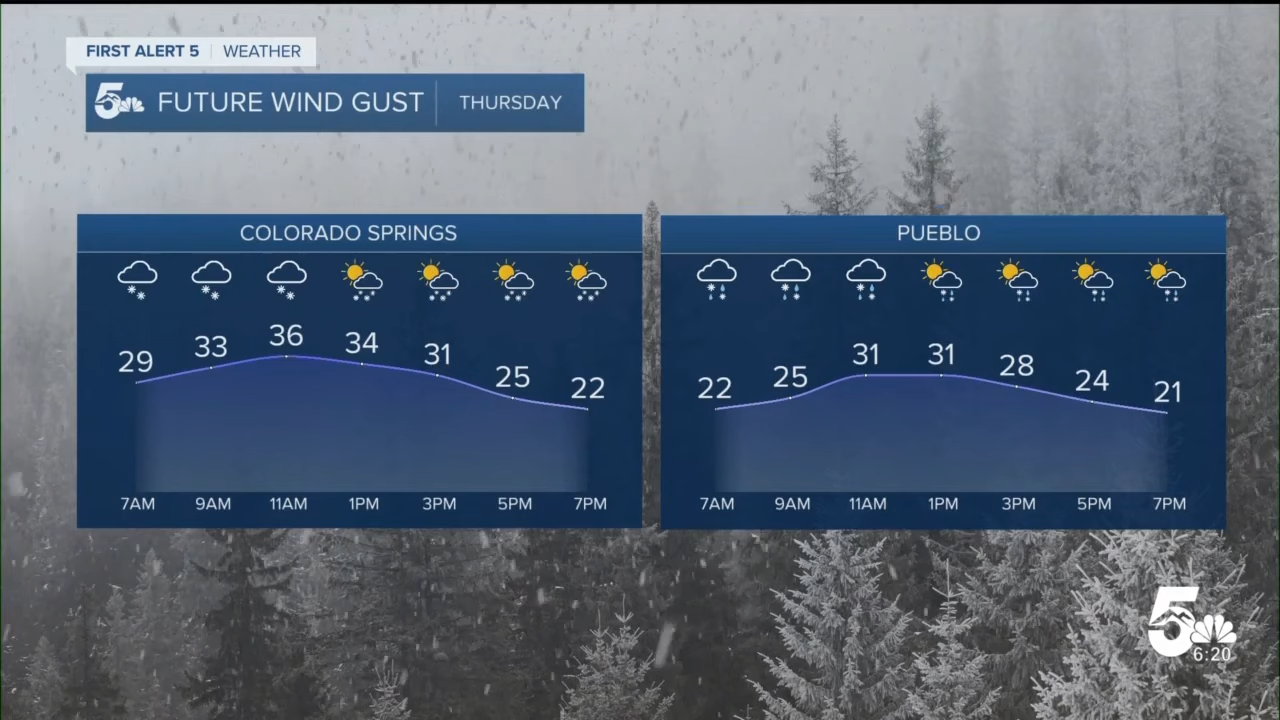 FIRST ALERT 5 | WEATHER
5 FUTURE WIND GUST | THURSDAY
COLORADO SPRINGS
29 33 36 34 31 25 22
7AM 9AM 11AM 1PM 3PM 5PM 7PM
PUEBLO
22 25 31 31 28 24 21
7AM 9AM 11AM 1PM 3PM 5PM 7PM
5
6:20